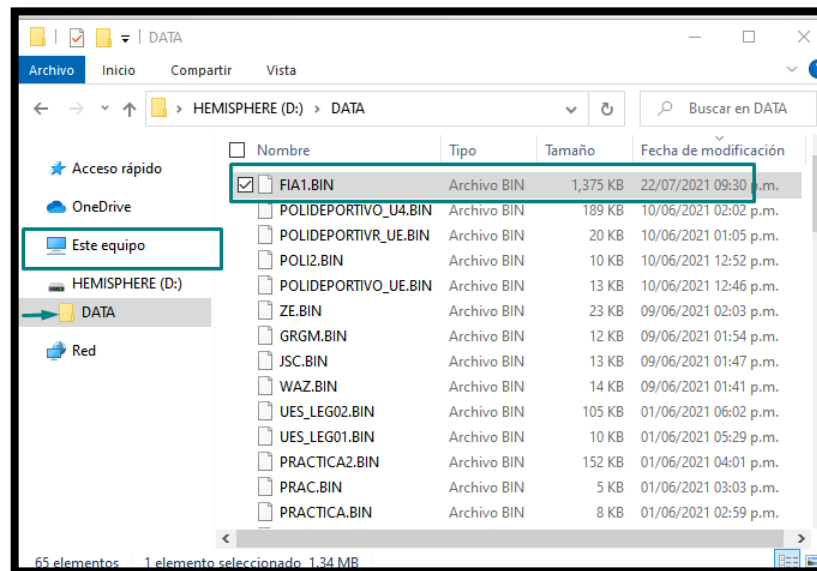 DATA
Archivo Inicio Compartir Vista
HEMISPHERE (D:) > DATA Buscar en DATA
Nombre Tipo Tamaño Fecha de modificación
Acceso rápido
OneDrive
Este equipo
HEMISPHERE (D:)
DATA
Red
FIA1.BIN Archivo BIN 1,375 KB 22/07/2021 09:30 p.m.
POLIDEPORTIVO_U4.BIN Archivo BIN 189 KB 10/06/2021 02:02 p.m.
POLIDEPORTIVR_UE.BIN Archivo BIN 20 KB 10/06/2021 01:05 p.m.
POLI2.BIN Archivo BIN 10 KB 10/06/2021 12:52 p.m.
POLIDEPORTIVO_UE.BIN Archivo BIN 13 KB 10/06/2021 12:46 p.m.
ZE.BIN Archivo BIN 23 KB 09/06/2021 02:03 p.m.
GRGM.BIN Archivo BIN 12 KB 09/06/2021 01:54 p.m.
JSC.BIN Archivo BIN 13 KB 09/06/2021 01:47 p.m.
WAZ.BIN Archivo BIN 14 KB 09/06/2021 01:41 p.m.
UES_LEG02.BIN Archivo BIN 105 KB 01/06/2021 06:02 p.m.
UES_LEG01.BIN Archivo BIN 10 KB 01/06/2021 05:29 p.m.
PRACTICA2.BIN Archivo BIN 152 KB 01/06/2021 04:01 p.m.
PRAC.BIN Archivo BIN 5 KB 01/06/2021 03:03 p.m.
PRACTICA.BIN Archivo BIN 8 KB 01/06/2021 02:59 p.m.
65 elementos 1 elemento seleccionado 1.34 MB